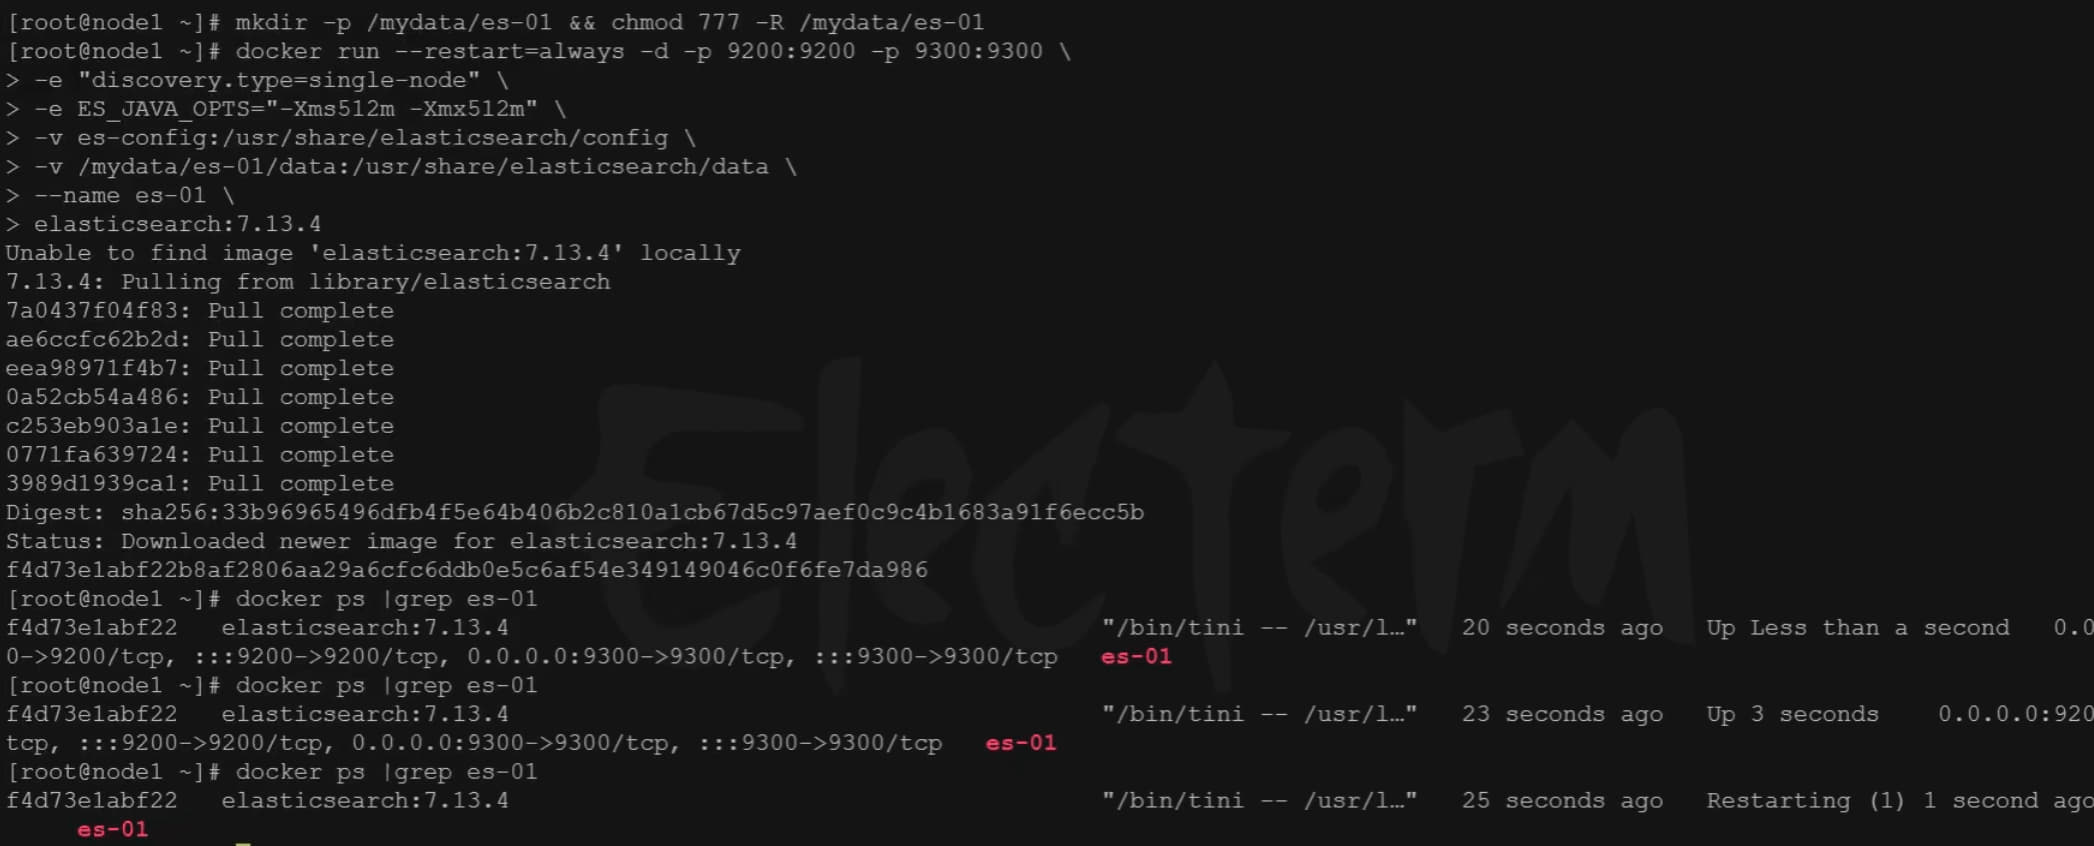 [root@node1 ~]# mkdir -p /mydata/es-01 && chmod 777 -R /mydata/es-01
[root@node1 ~]# docker run --restart=always -d -p 9200:9200 -p 9300:9300 \
> -e "discovery.type=single-node" \
> -e ES_JAVA_OPTS="-Xms512m -Xmx512m" \
> -v es-config:/usr/share/elasticsearch/config \
> -v /mydata/es-01/data:/usr/share/elasticsearch/data \
> --name es-01 \
> elasticsearch:7.13.4
Unable to find image 'elasticsearch:7.13.4' locally
7.13.4: Pulling from library/elasticsearch
7a0437f04f83: Pull complete
ae6ccfc62b2d: Pull complete
eea98971f4b7: Pull complete
0a52cb54a486: Pull complete
c253eb903a1e: Pull complete
0771fa639724: Pull complete
3989d1939ca1: Pull complete
Digest: sha256:33b96965496dfb4f5e64b406b2c810a1cb67d5c97aef0c9c4b1683a91f6ecc5b
Status: Downloaded newer image for elasticsearch:7.13.4
f4d73e1abf22b8af2806aa29a6cfc6ddb0e5c6af54e349149046c0f6fe7da986
[root@node1 ~]# docker ps |grep es-01
f4d73e1abf22   elasticsearch:7.13.4   "/bin/tini -- /usr/l…"   20 seconds ago   Up Less than a second   0.0
0->9200/tcp, :::9200->9200/tcp, 0.0.0.0:9300->9300/tcp, :::9300->9300/tcp   es-01
[root@node1 ~]# docker ps |grep es-01
f4d73e1abf22   elasticsearch:7.13.4   "/bin/tini -- /usr/l…"   23 seconds ago   Up 3 seconds   0.0.0.0:920
tcp, :::9200->9200/tcp, 0.0.0.0:9300->9300/tcp, :::9300->9300/tcp   es-01
[root@node1 ~]# docker ps |grep es-01
f4d73e1abf22   elasticsearch:7.13.4   "/bin/tini -- /usr/l…"   25 seconds ago   Restarting (1) 1 second ago
es-01
Electerm